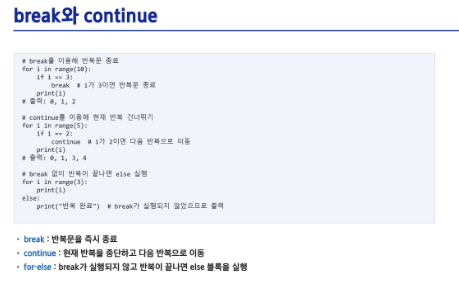 break와 continue
# break를 이용해 반복문 종료
for i in range(10):
    if i == 3:
        break  # i가 3이면 반복문 종료
    print(i)
# 출력: 0, 1, 2
# continue를 이용해 현재 반복 건너뛰기
for i in range(5):
    if i == 2:
        continue  # i가 2이면 다음 반복으로 이동
    print(i)
# 출력: 0, 1, 3, 4
# break 없이 반복이 끝나면 else 실행
for i in range(3):
    print(i)
else:
    print("반복 완료")  # break가 실행되지 않았으므로 출력
• break : 반복문을 즉시 종료
• continue : 현재 반복을 중단하고 다음 반복으로 이동
• for-else : break가 실행되지 않고 반복이 끝나면 else 블록을 실행